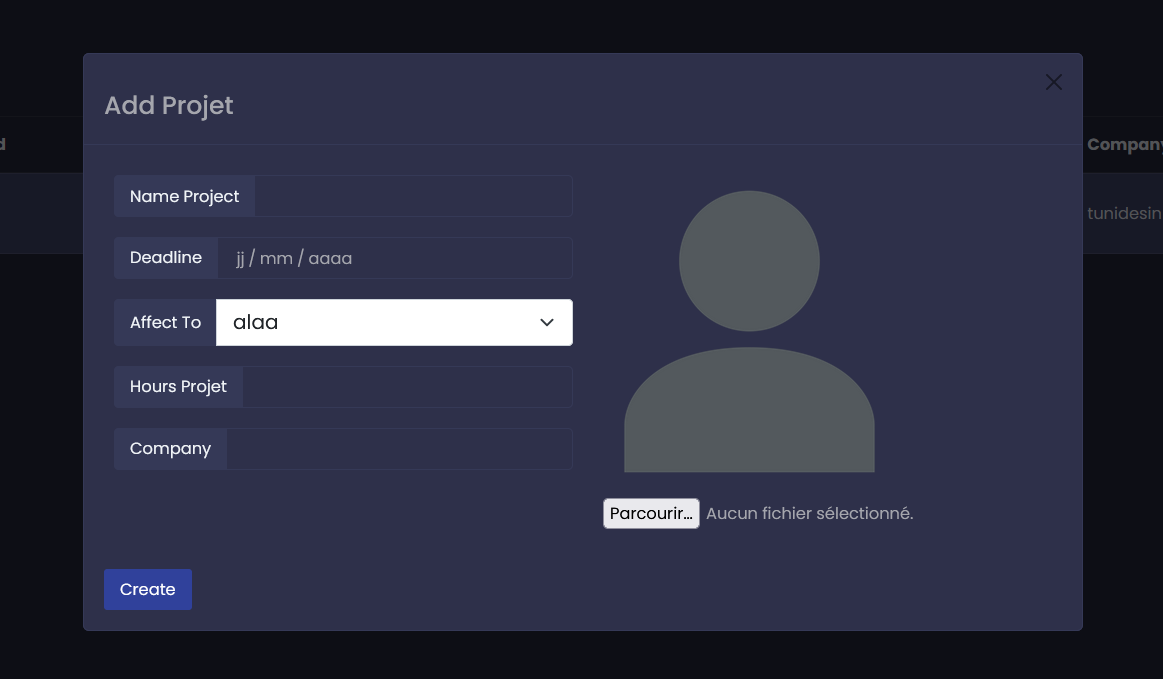 Add Projet
d
Company
Name Project
tunidesin
Deadline jj / mm / aaaa
Affect To alaa
Hours Projet
Company
Parcourir... Aucun fichier sélectionné.
Create